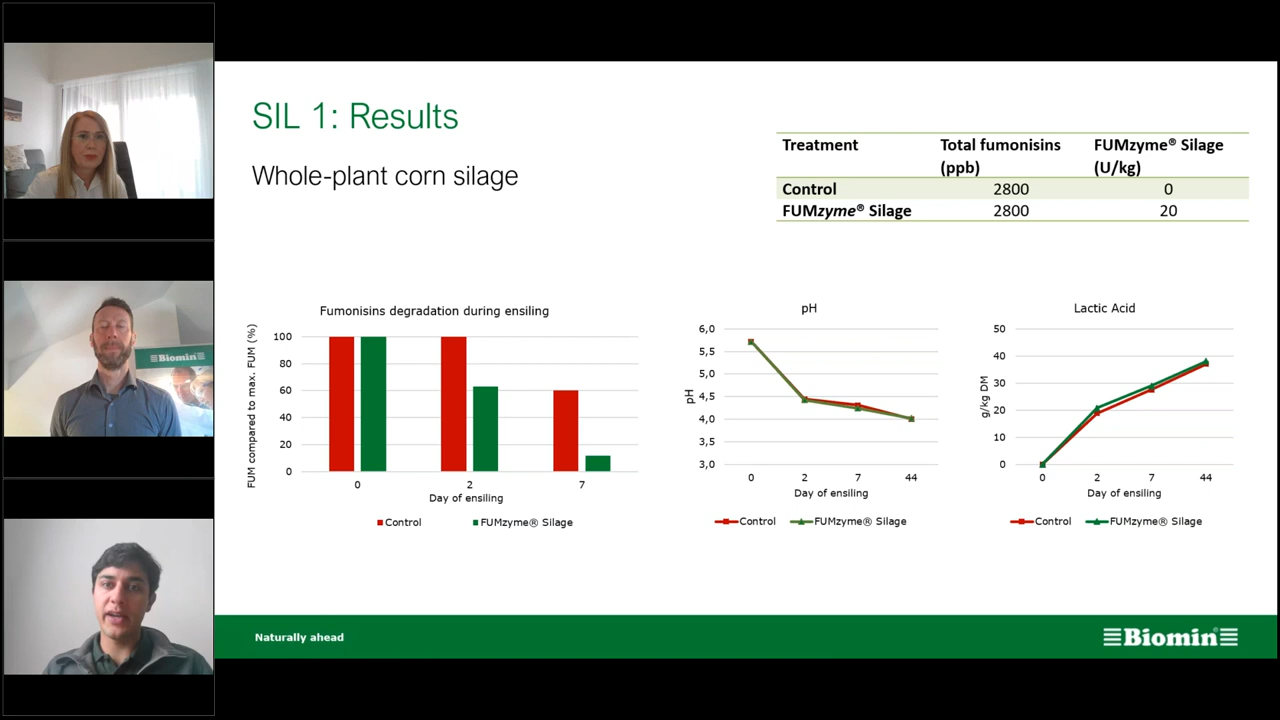 SIL 1: Results
Whole-plant corn silage
Treatment Total fumonisins (ppb) FUMzyme® Silage (U/kg)
Control 2800 0
FUMzyme® Silage 2800 20
Fumonisins degradation during ensiling
FUM compared to max. FUM (%)
100
80
60
40
20
0
0 2 7
Day of ensiling
Control FUMzyme® Silage
pH
pH
6,0
5,5
5,0
4,5
4,0
3,5
3,0
0 2 7 44
Day of ensiling
Control FUMzyme® Silage
Lactic Acid
g/kg DM
50
40
30
20
10
0
0 2 7 44
Day of ensiling
Control FUMzyme® Silage
Biomin
Naturally ahead
Biomin®